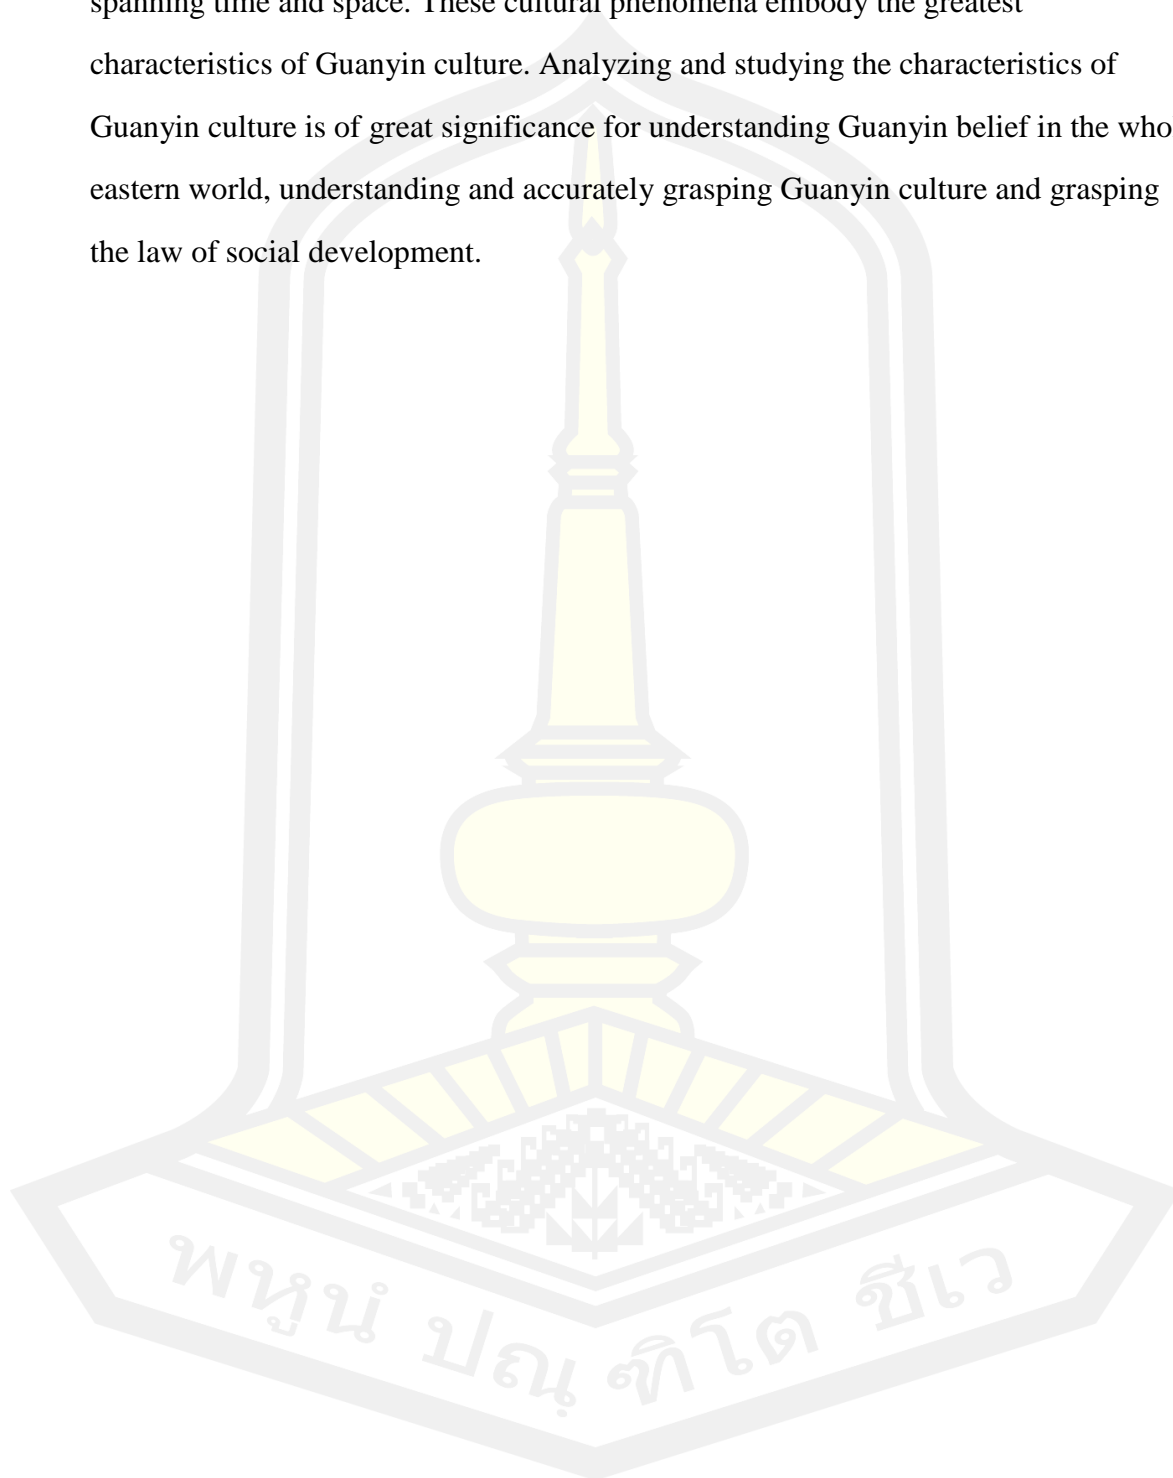 spanning time and space. These cultural phenomena embody the greatest
characteristics of Guanyin culture. Analyzing and studying the characteristics of
Guanyin culture is of great significance for understanding Guanyin belief in the who
eastern world, understanding and accurately grasping Guanyin culture and grasping
the law of social development.
พหูนํ ปณฺฑิโต ชีเว